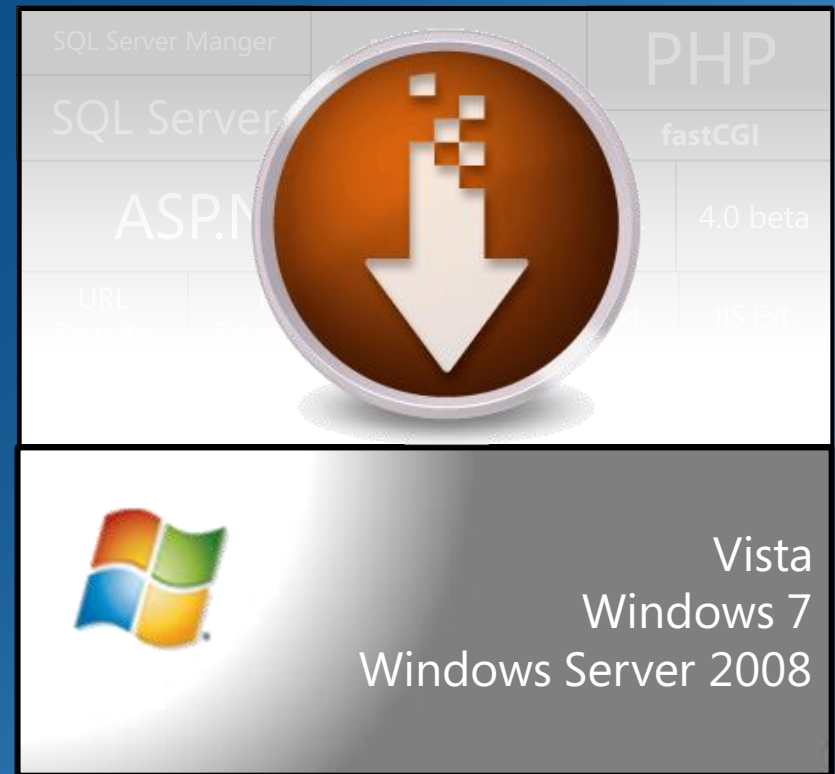 SQL Server Manger
PHP
SQL Server
fastCGI
ASP.N
4.0 beta
URL
IIS Ext.
Vista
Windows 7
Windows Server 2008